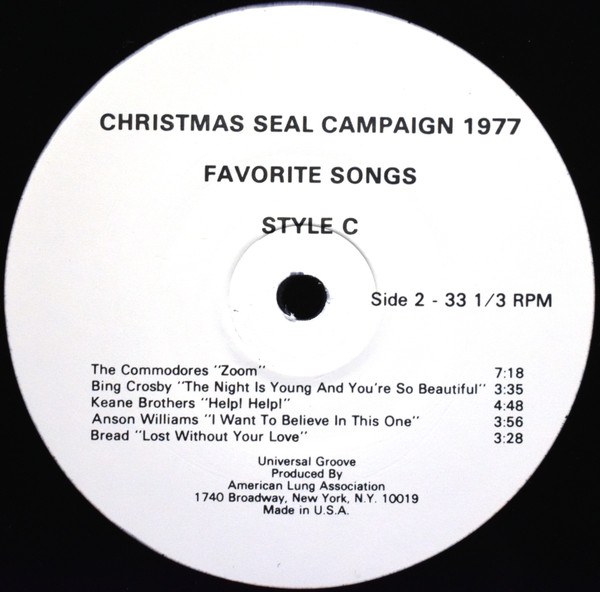 CHRISTMAS SEAL CAMPAIGN 1977
FAVORITE SONGS
STYLE C
Side 2 - 33 1/3 RPM
The Commodores "Zoom" 7:18
Bing Crosby "The Night Is Young And You're So Beautiful" 3:35
Keane Brothers "Help! Help!" 4:48
Anson Williams "I Want To Believe In This One" 3:56
Bread "Lost Without Your Love" 3:28
Universal Groove
Produced By
American Lung Association
1740 Broadway, New York, N.Y. 10019
Made in U.S.A.